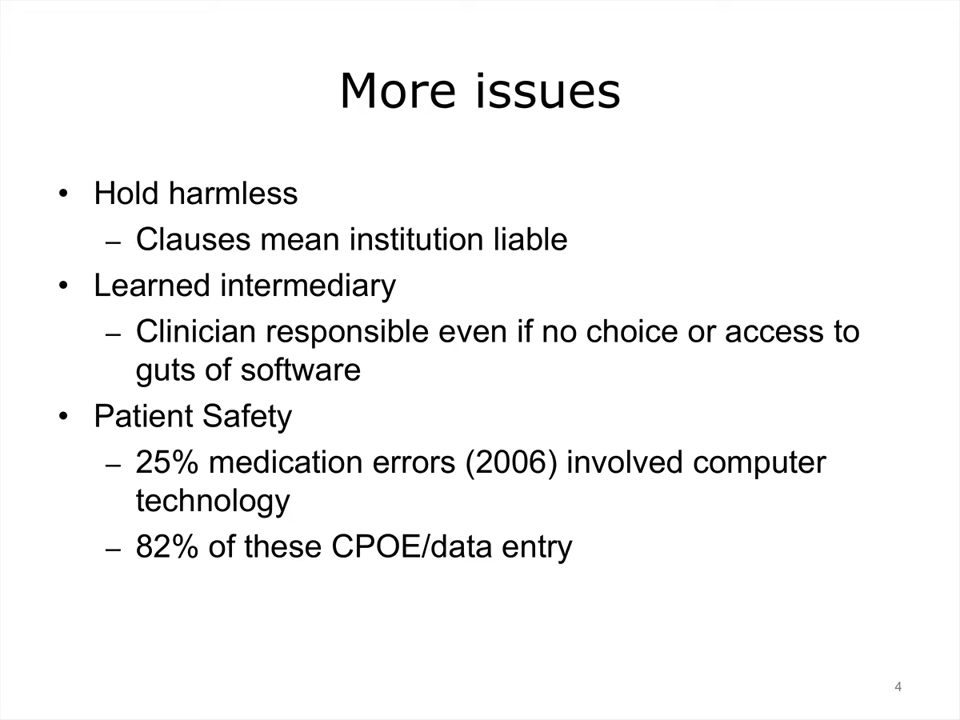 More issues
• Hold harmless
– Clauses mean institution liable
• Learned intermediary
– Clinician responsible even if no choice or access to
guts of software
• Patient Safety
– 25% medication errors (2006) involved computer
technology
– 82% of these CPOE/data entry
4